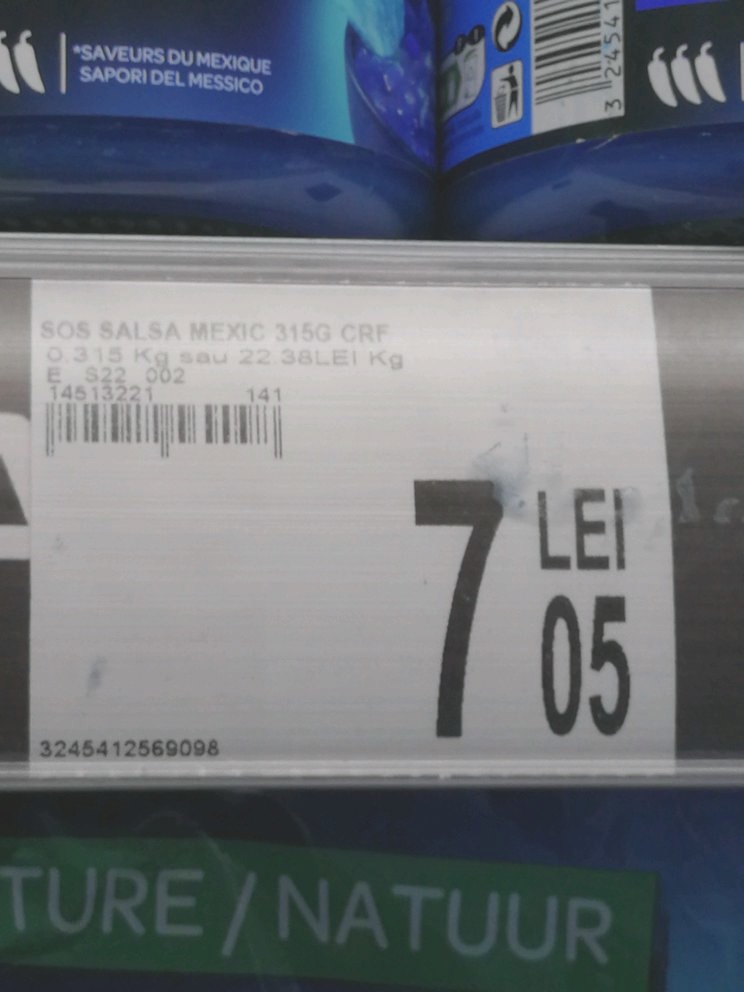 *SAVEURS DU MEXIQUE
SAPORI DEL MESSICO
3 24541
SOS SALSA MEXIC 315G CRF
0.315 Kg sau 22.38LEI Kg
E S22 002
14513221 141
7 LEI
05
3245412569098
TURE / NATUUR